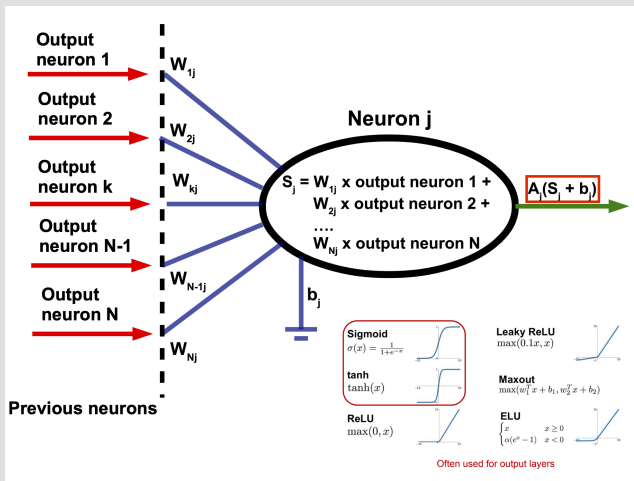 Output
neuron 1
Output
neuron 2
Output
neuron k
Output
neuron N-1
Output
neuron N
Previous neurons
W1j
W2j
Wkj
WN-1j
WNj
bj
Neuron j
Sj = W1j x output neuron 1 +
W2j x output neuron 2 +
....
WNj x output neuron N
Aj(Sj + bj)
Sigmoid
σ(x) = 1/(1+e^-x)
tanh
tanh(x)
ReLU
max(0, x)
Leaky ReLU
max(0.1x, x)
Maxout
max(w1^T x + b1, w2^T x + b2)
ELU
{ x x ≥ 0
α(e^x − 1) x < 0
Often used for output layers